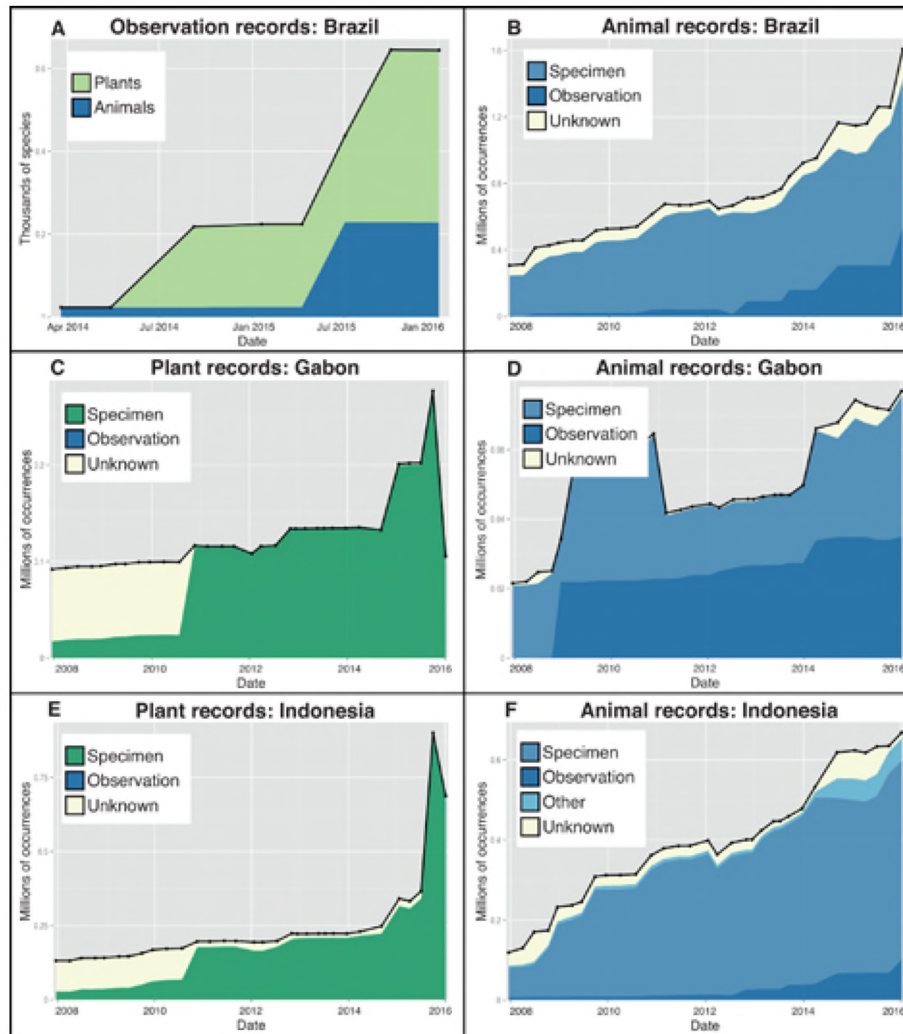 A Observation records: Brazil
Plants
Animals
Thousands of species
0.6
0.4
0.2
0
Apr 2014 Jul 2014 Jan 2015 Jul 2015 Jan 2016
Date
B Animal records: Brazil
Specimen
Observation
Unknown
Millions of occurrences
1.6
1.2
0.8
0.4
0
2008 2010 2012 2014 2016
Date
C Plant records: Gabon
Specimen
Observation
Unknown
Millions of occurrences
0
2008 2010 2012 2014 2016
Date
D Animal records: Gabon
Specimen
Observation
Unknown
Millions of occurrences
0.04
0.02
0
2008 2010 2012 2014 2016
Date
E Plant records: Indonesia
Specimen
Observation
Unknown
Millions of occurrences
0.75
0.5
0.25
0
2008 2010 2012 2014 2016
Date
F Animal records: Indonesia
Specimen
Observation
Other
Unknown
Millions of occurrences
0.6
0.4
0.2
0
2008 2010 2012 2014 2016
Date